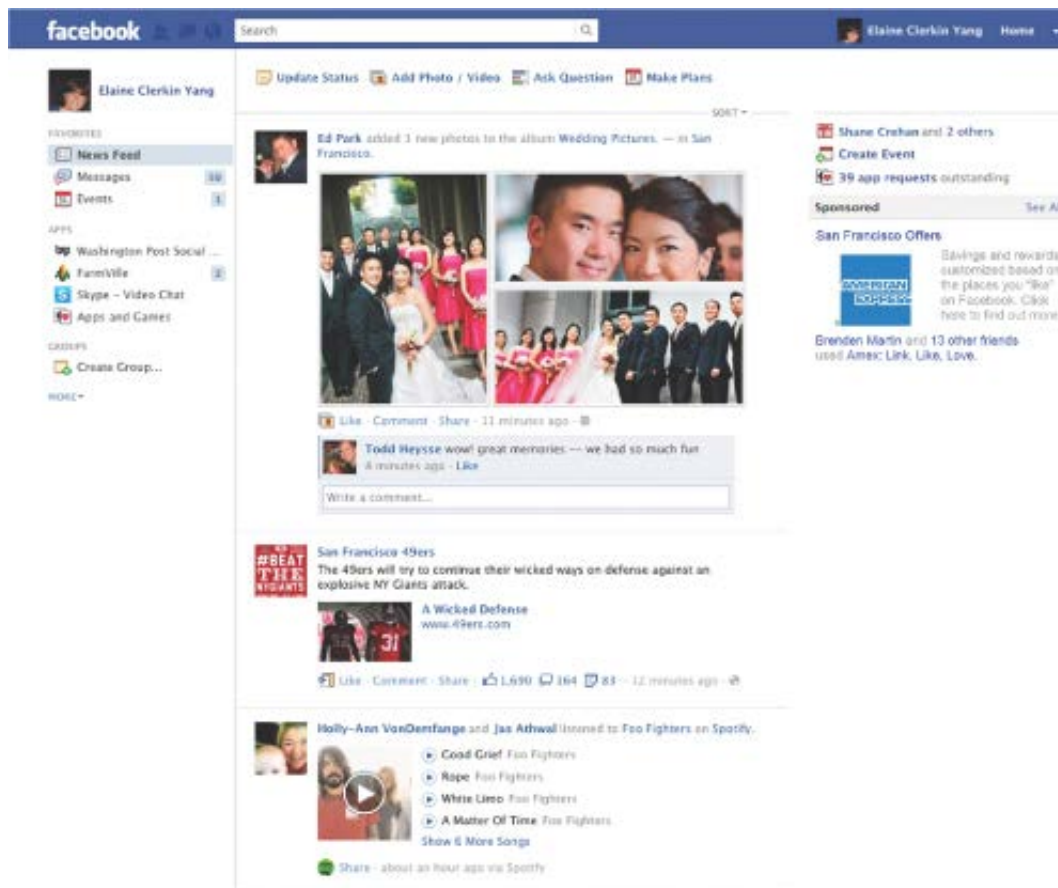 facebook
Search
Elaine Clerkin Yang Home
Elaine Clerkin Yang
FAVORITES
News Feed
Messages 10
Events 1
APPS
Washington Post Social ...
FarmVille 2
Skype – Video Chat
Apps and Games
GROUPS
Create Group...
MORE
Update Status Add Photo / Video Ask Question Make Plans
SORT
Ed Park added 3 new photos to the album Wedding Pictures. — in San
Francisco.
Like · Comment · Share · 11 minutes ago ·
Todd Heysse wow! great memories — we had so much fun
4 minutes ago · Like
Write a comment...
#BEAT
THE
NYGIANTS
San Francisco 49ers
The 49ers will try to continue their wicked ways on defense against an
explosive NY Giants attack.
31
A Wicked Defense
www.49ers.com
Like · Comment · Share · 1,690 164 83 · 12 minutes ago ·
Holly-Ann and Jas Athwal listened to Foo Fighters on Spotify.
Good Grief Foo Fighters
Rope Foo Fighters
White Limo Foo Fighters
A Matter Of Time Foo Fighters
Show 6 More Songs
Share · about an hour ago via Spotify
Shane Crehan and 2 others
Create Event
39 app requests outstanding
Sponsored See Al
San Francisco Offers
AMERICAN
EXPRESS
Savings and rewards
customized based on
the places you "like"
on Facebook. Click
here to find out more
Brenden Martin and 13 other friends
used Amex: Link, Like, Love.